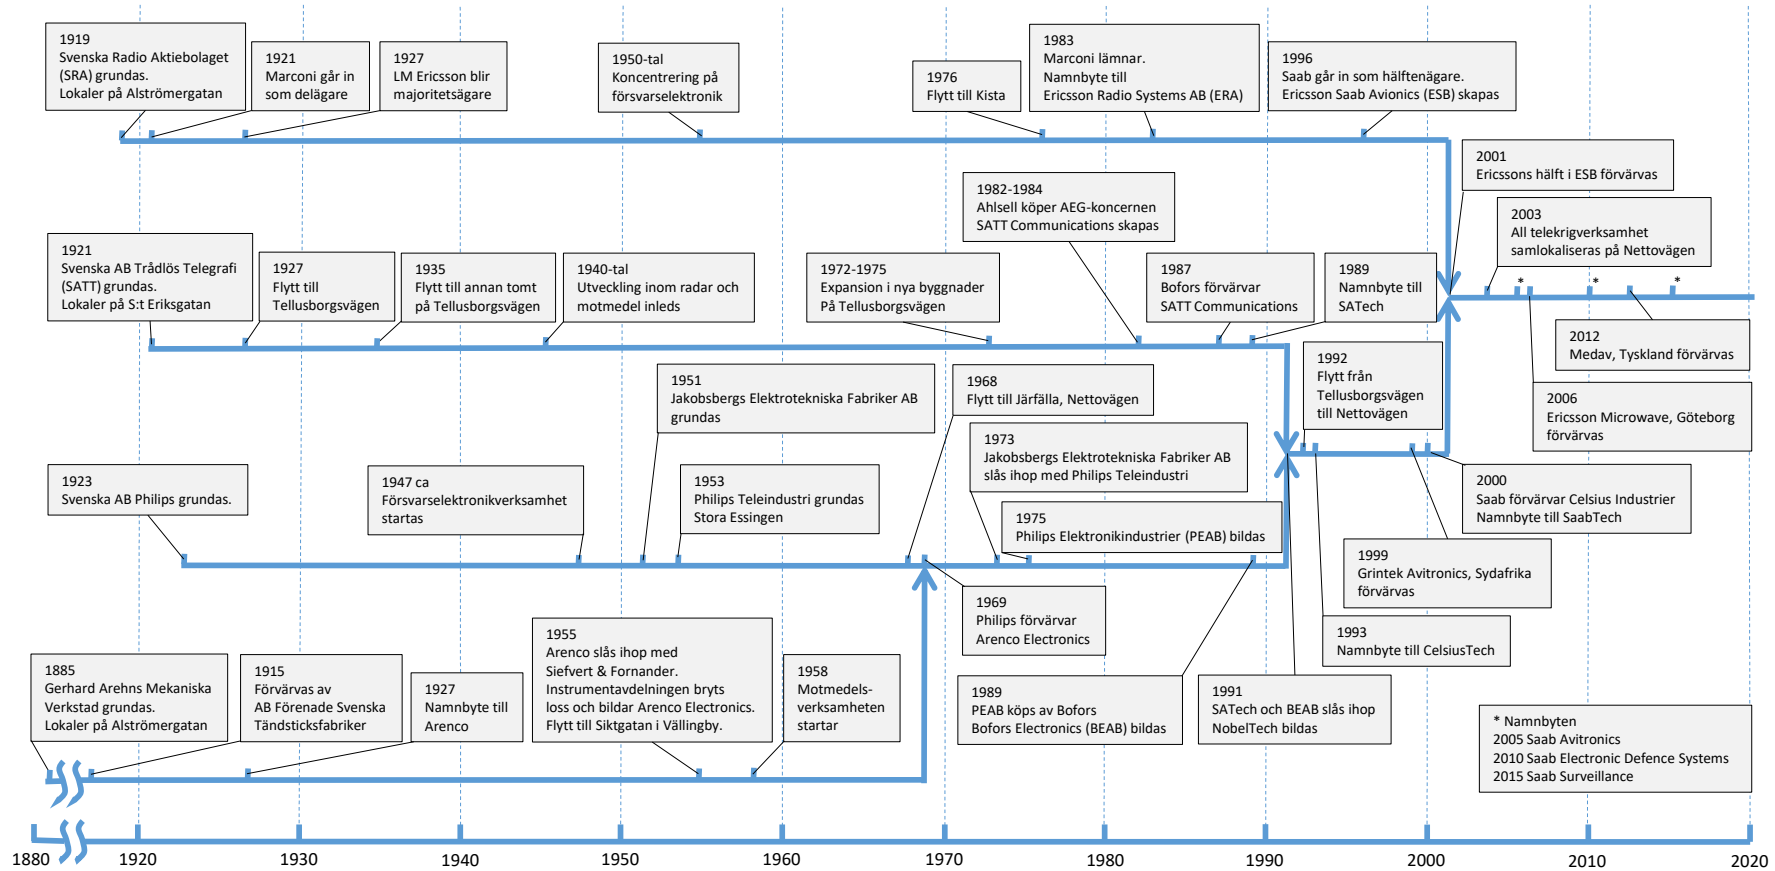 1919
Svenska Radio Aktiebolaget
(SRA) grundas.
Lokaler på Alströmergatan
1921
Marconi går in
som delägare
1927
LM Ericsson blir
majoritetsägare
1950-tal
Koncentrering på
försvarselektronik
1976
Flytt till Kista
1983
Marconi lämnar.
Namnbyte till
Ericsson Radio Systems AB (ERA)
1996
Saab går in som hälftenägare.
Ericsson Saab Avionics (ESB) skapas
2001
Ericssons hälft i ESB förvärvas
2003
All telekrigverksamhet
samlokaliseras på Nettovägen
1921
Svenska AB Trådlös Telegrafi
(SATT) grundas.
Lokaler på S:t Eriksgatan
1927
Flytt till
Tellusborgsvägen
1935
Flytt till annan tomt
på Tellusborgsvägen
1940-tal
Utveckling inom radar och
motmedel inleds
1972-1975
Expansion i nya byggnader
På Tellusborgsvägen
1982-1984
Ahlsell köper AEG-koncernen
SATT Communications skapas
1987
Bofors förvärvar
SATT Communications
1989
Namnbyte till
SATech
* * *
2012
Medav, Tyskland förvärvas
2006
Ericsson Microwave, Göteborg
förvärvas
1992
Flytt från
Tellusborgsvägen
till Nettovägen
1923
Svenska AB Philips grundas.
1947 ca
Försvarselektronikverksamhet
startas
1951
Jakobsbergs Elektrotekniska Fabriker AB
grundas
1953
Philips Teleindustri grundas
Stora Essingen
1968
Flytt till Järfälla, Nettovägen
1973
Jakobsbergs Elektrotekniska Fabriker AB
slås ihop med Philips Teleindustri
1975
Philips Elektronikindustrier (PEAB) bildas
2000
Saab förvärvar Celsius Industrier
Namnbyte till SaabTech
1999
Grintek Avitronics, Sydafrika
förvärvas
1993
Namnbyte till CelsiusTech
1969
Philips förvärvar
Arenco Electronics
1989
PEAB köps av Bofors
Bofors Electronics (BEAB) bildas
1991
SATech och BEAB slås ihop
NobelTech bildas
1885
Gerhard Arehns Mekaniska
Verkstad grundas.
Lokaler på Alströmergatan
1915
Förvärvas av
AB Förenade Svenska
Tändsticksfabriker
1927
Namnbyte till
Arenco
1955
Arenco slås ihop med
Siefvert & Fornander.
Instrumentavdelningen bryts
loss och bildar Arenco Electronics.
Flytt till Siktgatan i Vällingby.
1958
Motmedels-
verksamheten
startar
* Namnbyten
2005 Saab Avitronics
2010 Saab Electronic Defence Systems
2015 Saab Surveillance
1880 1920 1930 1940 1950 1960 1970 1980 1990 2000 2010 2020